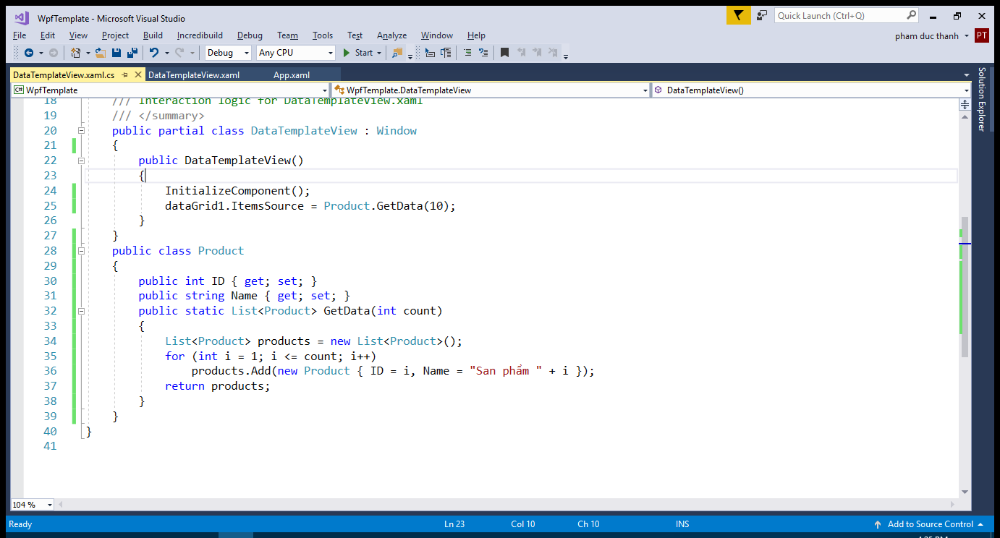 WpfTemplate - Microsoft Visual Studio
Quick Launch (Ctrl+Q)
File Edit View Project Build Incredibuild Debug Team Tools Test Analyze Window Help
pham duc thanh PT
Debug Any CPU Start
DataTemplateView.xaml.cs DataTemplateView.xaml App.xaml
Solution Explorer
C# WpfTemplate WpfTemplate.DataTemplateView DataTemplateView()
18 /// Interaction logic for DataTemplateView.xaml
19 /// </summary>
20 public partial class DataTemplateView : Window
21 {
22 public DataTemplateView()
23 {
24 InitializeComponent();
25 dataGrid1.ItemsSource = Product.GetData(10);
26 }
27 }
28 public class Product
29 {
30 public int ID { get; set; }
31 public string Name { get; set; }
32 public static List<Product> GetData(int count)
33 {
34 List<Product> products = new List<Product>();
35 for (int i = 1; i <= count; i++)
36 products.Add(new Product { ID = i, Name = "San phẩm " + i });
37 return products;
38 }
39 }
40 }
41
104 %
Ready Ln 23 Col 10 Ch 10 INS Add to Source Control